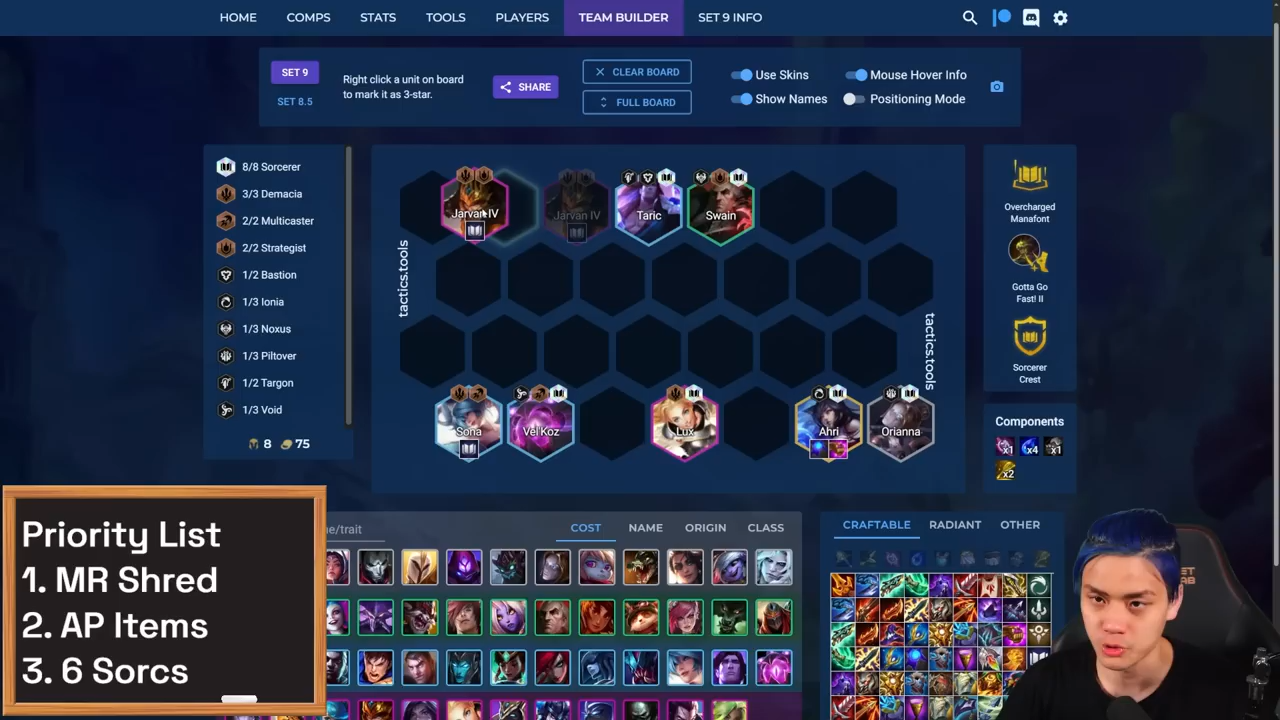 HOME COMPS STATS TOOLS PLAYERS TEAM BUILDER SET 9 INFO
SET 9
SET 8.5
Right click a unit on board
to mark it as 3-star.
SHARE
CLEAR BOARD
FULL BOARD
Use Skins
Mouse Hover Info
Show Names
Positioning Mode
8/8 Sorcerer
3/3 Demacia
2/2 Multicaster
2/2 Strategist
1/2 Bastion
1/3 Ionia
1/3 Noxus
1/3 Piltover
1/2 Targon
1/3 Void
8 75
tactics.tools
Jarvan IV
Jarvan IV
Taric
Swain
Sona
Vel'Koz
Lux
Ahri
Orianna
tactics.tools
Overcharged
Manafont
Gotta Go
Fast! II
Sorcerer
Crest
Components
x1 x4 x1
x2
me/trait
COST NAME ORIGIN CLASS
CRAFTABLE RADIANT OTHER
Priority List
1. MR Shred
2. AP Items
3. 6 Sorcs